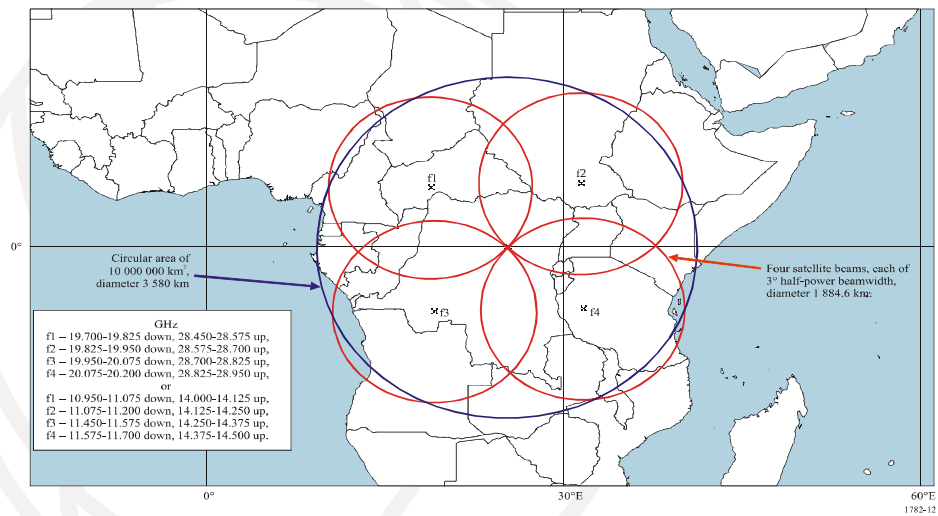 f1
f2
0°
Circular area of
10 000 000 km²,
diameter 3 580 km
Four satellite beams, each of
3° half-power beamwidth,
diameter 1 884.6 km.
f3
f4
GHz
f1 – 19.700-19.825 down, 28.450-28.575 up,
f2 – 19.825-19.950 down, 28.575-28.700 up,
f3 – 19.950-20.075 down, 28.700-28.825 up,
f4 – 20.075-20.200 down, 28.825-28.950 up,
or
f1 – 10.950-11.075 down, 14.000-14.125 up,
f2 – 11.075-11.200 down, 14.125-14.250 up,
f3 – 11.450-11.575 down, 14.250-14.375 up,
f4 – 11.575-11.700 down, 14.375-14.500 up.
0°
30°E
60°E
1782-12